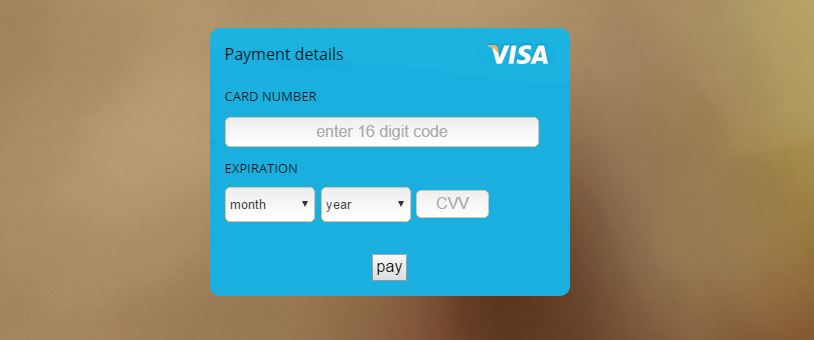 Payment details VISA
CARD NUMBER
enter 16 digit code
EXPIRATION
month year CVV
pay